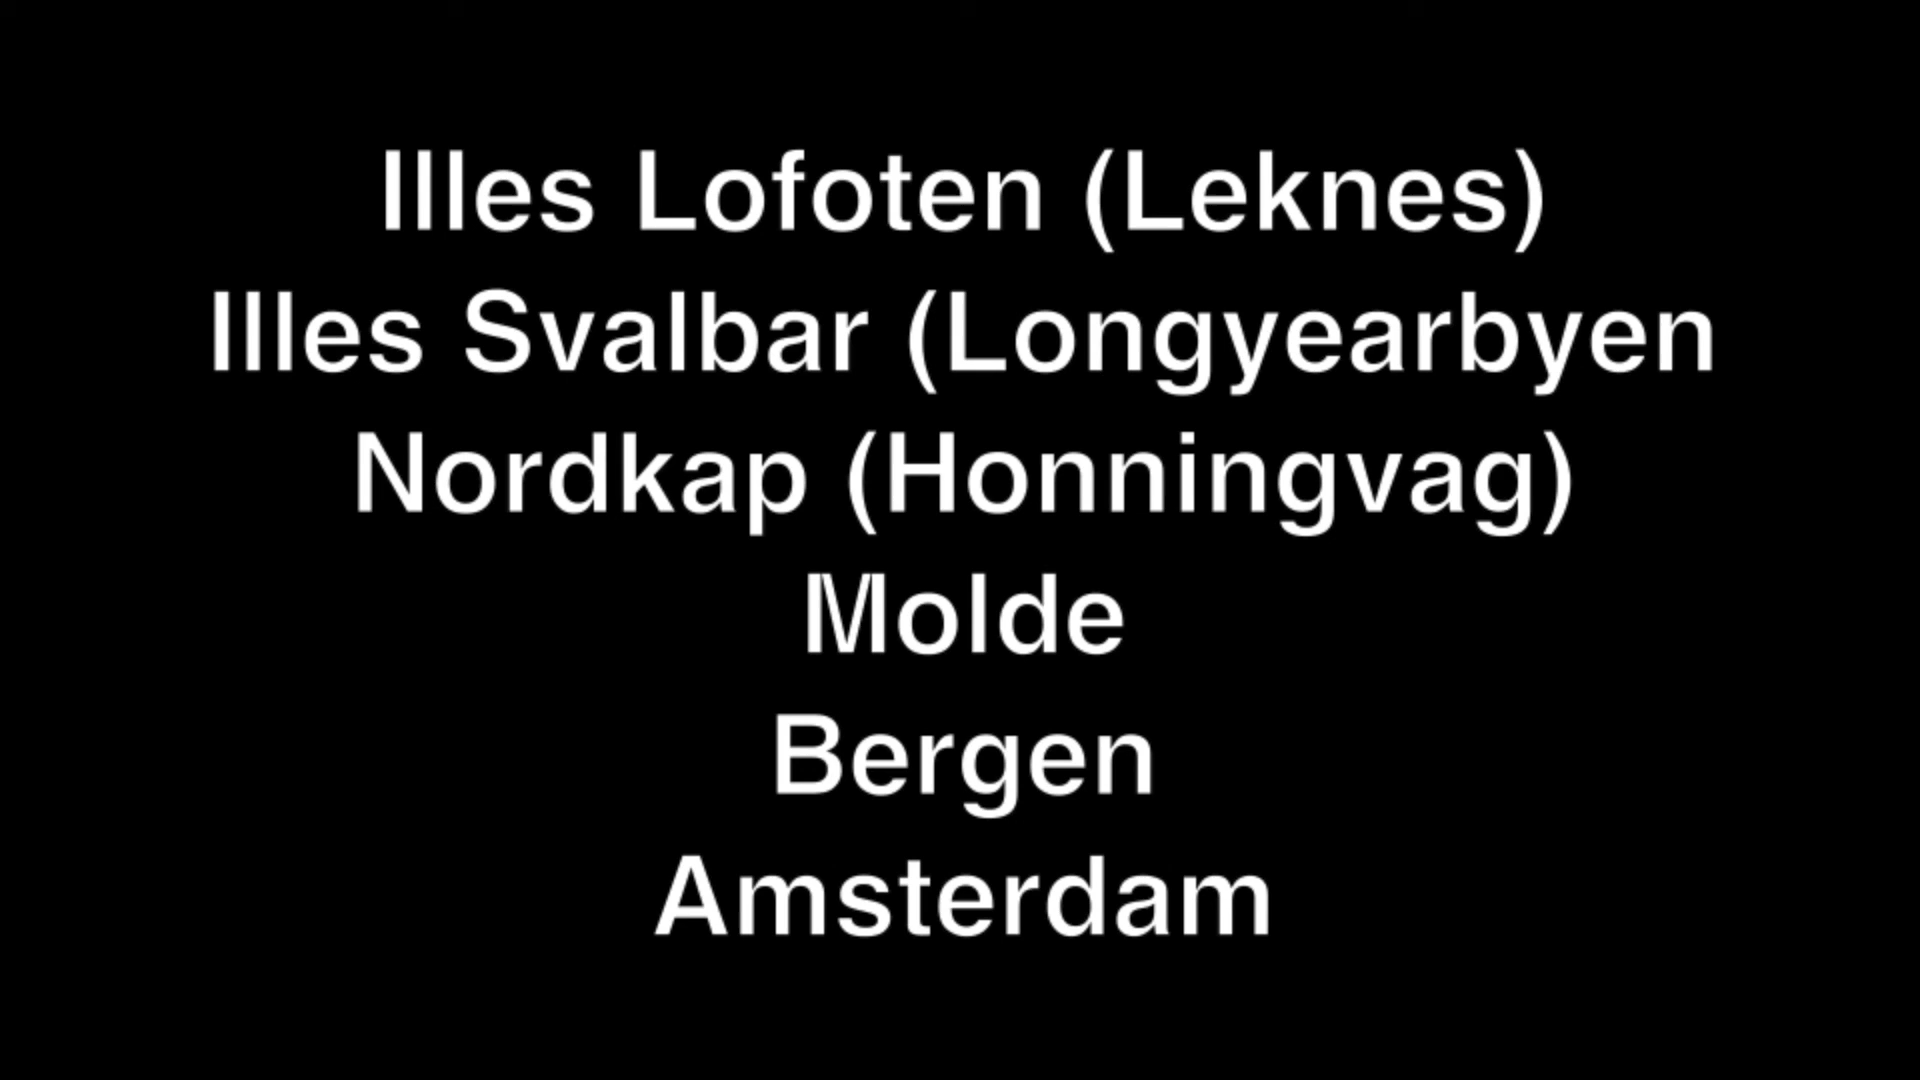 Illes Lofoten (Leknes)
Illes Svalbar (Longyearbyen
Nordkap (Honningvag)
Molde
Bergen
Amsterdam